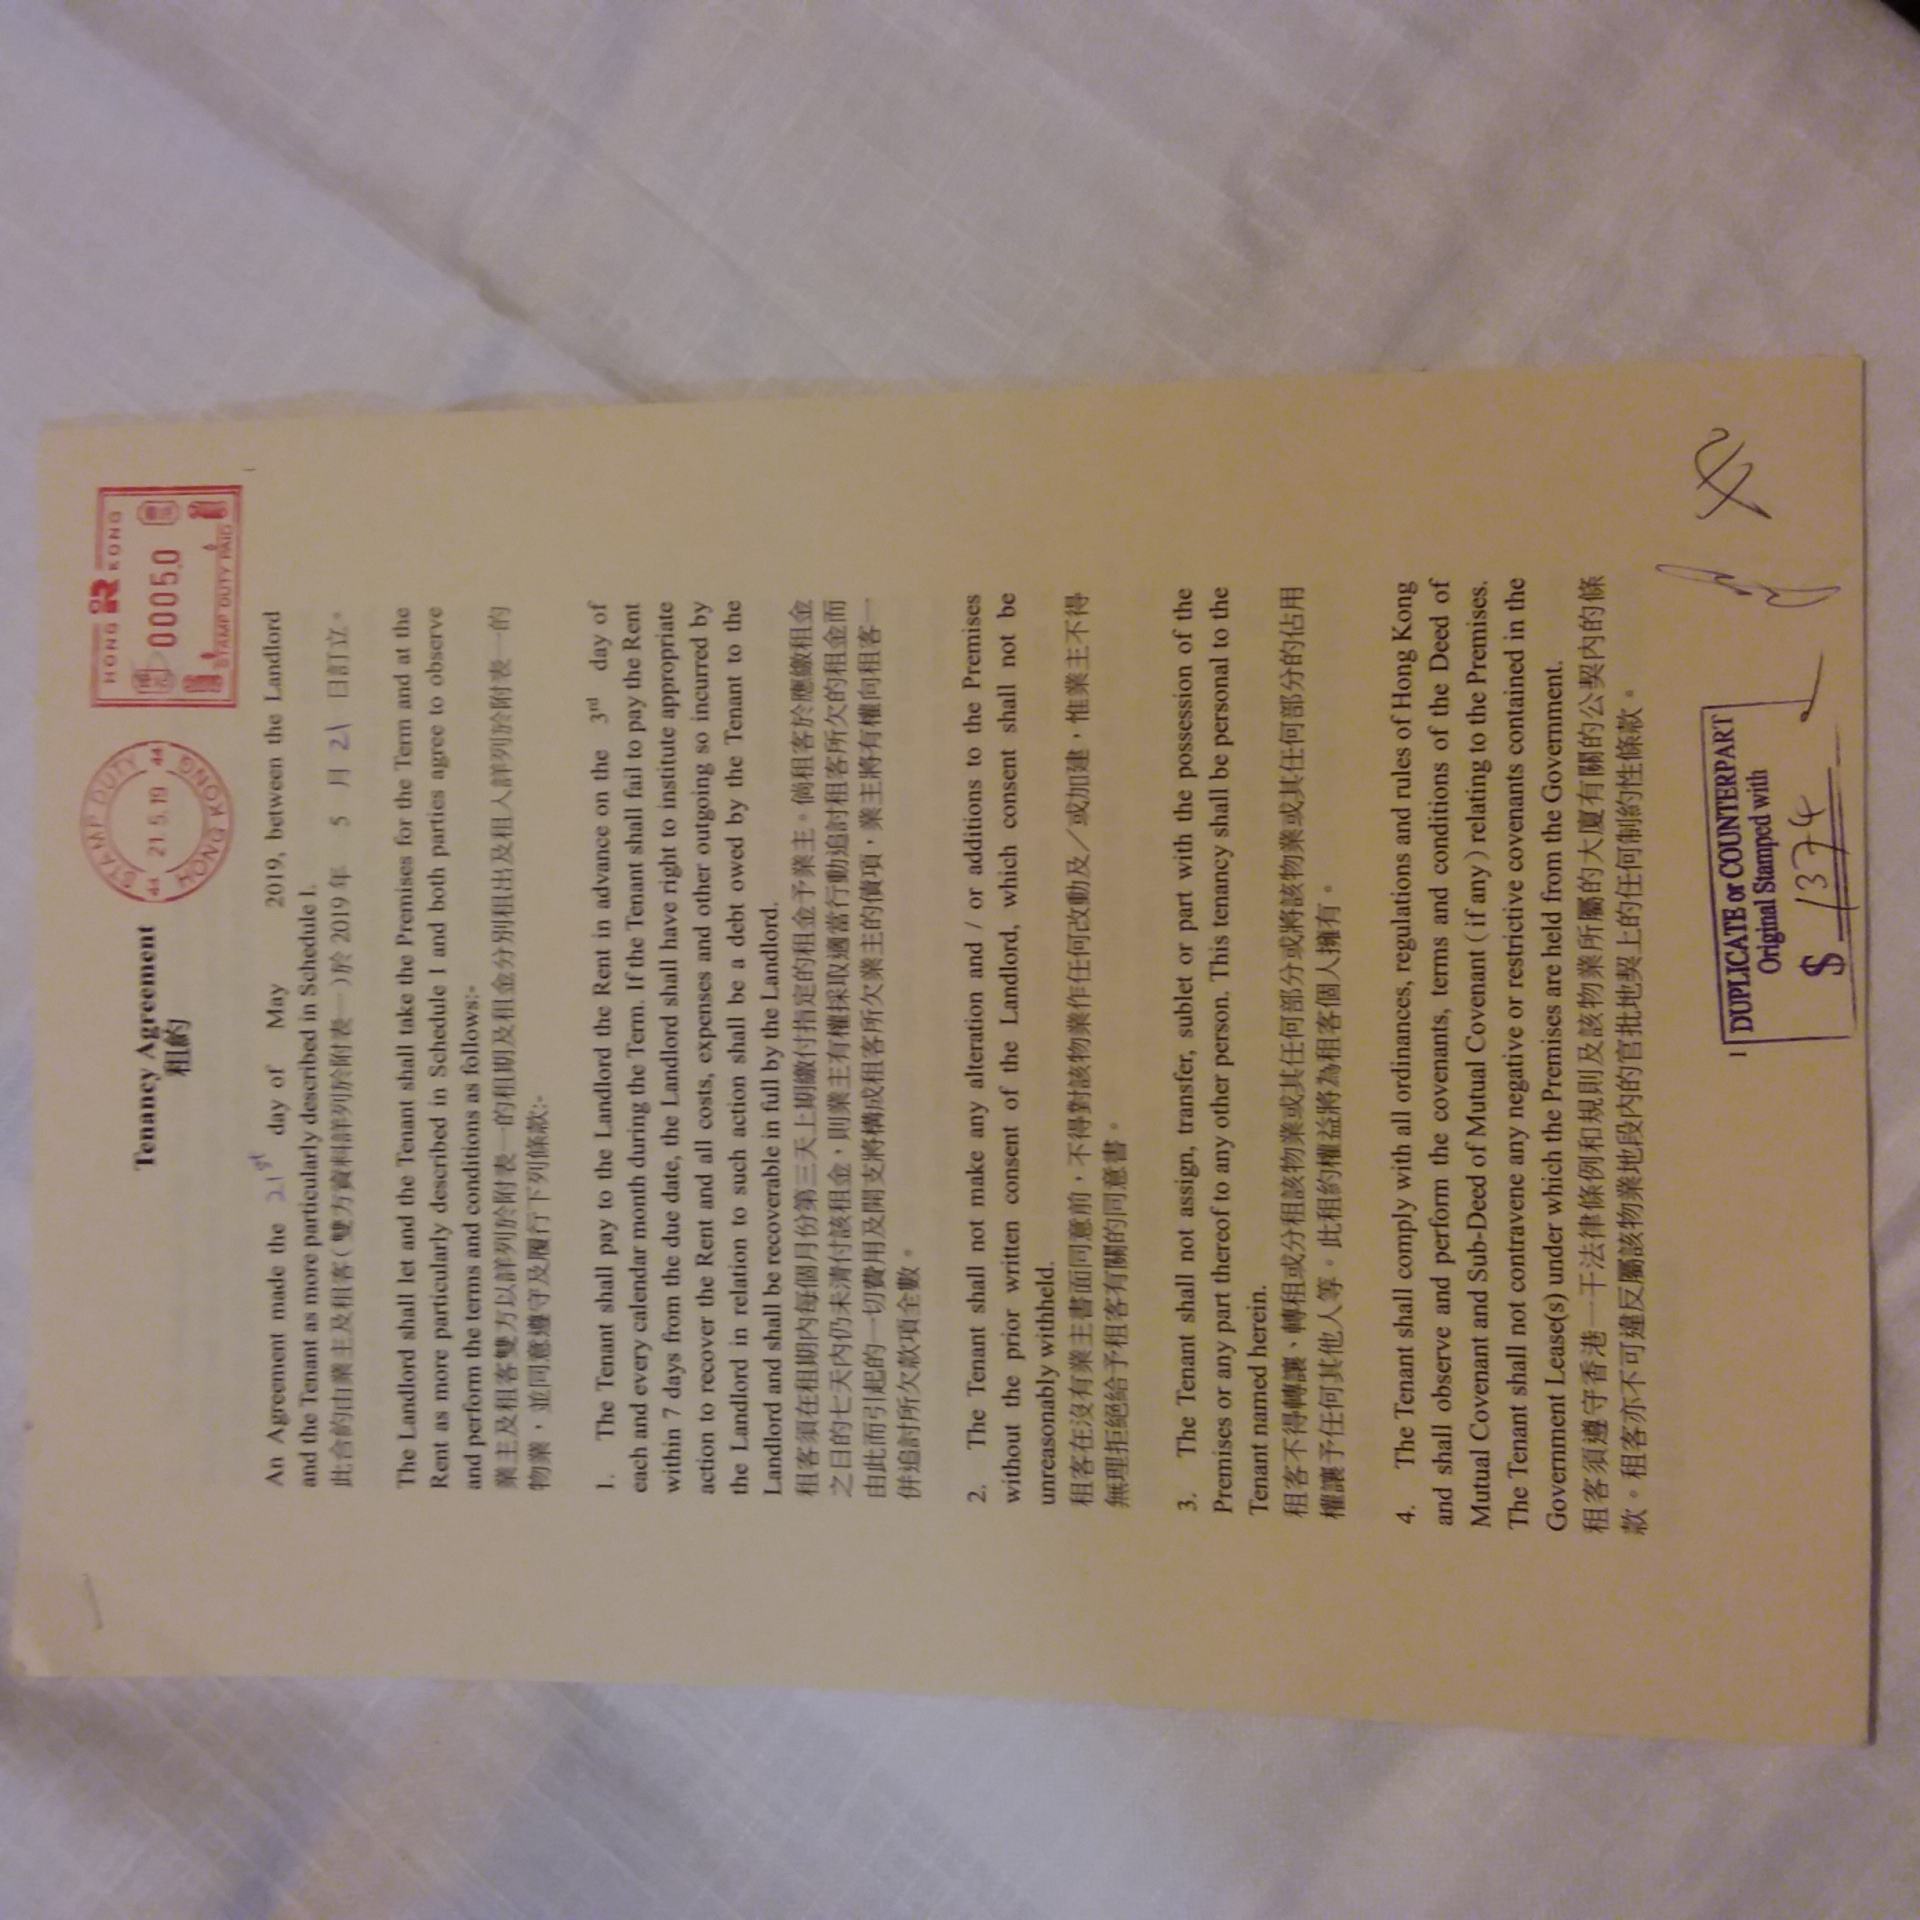 STAMP DUTY
44 21.5.19 44
HONG KONG
HONG KONG
00050
STAMP DUTY PAID
Tenancy Agreement
租約
An Agreement made the 21st day of May 2019, between the Landlord
and the Tenant as more particularly described in Schedule I.
此合約由業主及租客(雙方資料詳列於附表一)於 2019 年 5 月 21 日訂立。
The Landlord shall let and the Tenant shall take the Premises for the Term and at the
Rent as more particularly described in Schedule I and both parties agree to observe
and perform the terms and conditions as follows:-
業主及租客雙方以詳列於附表一的租期及租金分別租出及租入詳列於附表一的
物業,並同意遵守及履行下列條款:-
1. The Tenant shall pay to the Landlord the Rent in advance on the 3rd day of
each and every calendar month during the Term. If the Tenant shall fail to pay the Rent
within 7 days from the due date, the Landlord shall have right to institute appropriate
action to recover the Rent and all costs, expenses and other outgoing so incurred by
the Landlord in relation to such action shall be a debt owed by the Tenant to the
Landlord and shall be recoverable in full by the Landlord.
租客須在租期內每個月份第三天上期繳付指定的租金予業主。倘租客於應繳租金
之日的七天內仍未清付該租金,則業主有權採取適當行動追討租客所欠的租金而
由此而引起的一切費用及開支將構成租客所欠業主的債項,業主將有權向租客一
併追討所欠款項全數。
2. The Tenant shall not make any alteration and / or additions to the Premises
without the prior written consent of the Landlord, which consent shall not be
unreasonably withheld.
租客在沒有業主書面同意前,不得對該物業作任何改動及/或加建,惟業主不得
無理拒絕給予租客有關的同意書。
3. The Tenant shall not assign, transfer, sublet or part with the possession of the
Premises or any part thereof to any other person. This tenancy shall be personal to the
Tenant named herein.
租客不得轉讓、轉租或分租該物業或其任何部分或將該物業或其任何部分的佔用
權讓予任何其他人等。此租約權益將為租客個人擁有。
4. The Tenant shall comply with all ordinances, regulations and rules of Hong Kong
and shall observe and perform the covenants, terms and conditions of the Deed of
Mutual Covenant and Sub-Deed of Mutual Covenant (if any) relating to the Premises.
The Tenant shall not contravene any negative or restrictive covenants contained in the
Government Lease(s) under which the Premises are held from the Government.
租客須遵守香港一干法律條例和規則及該物業所屬的大廈有關的公契內的條
款。租客亦不可違反屬該物業地段內的官批地契上的任何制約性條款。
1
DUPLICATE or COUNTERPART
Original Stamped with
$ 1374